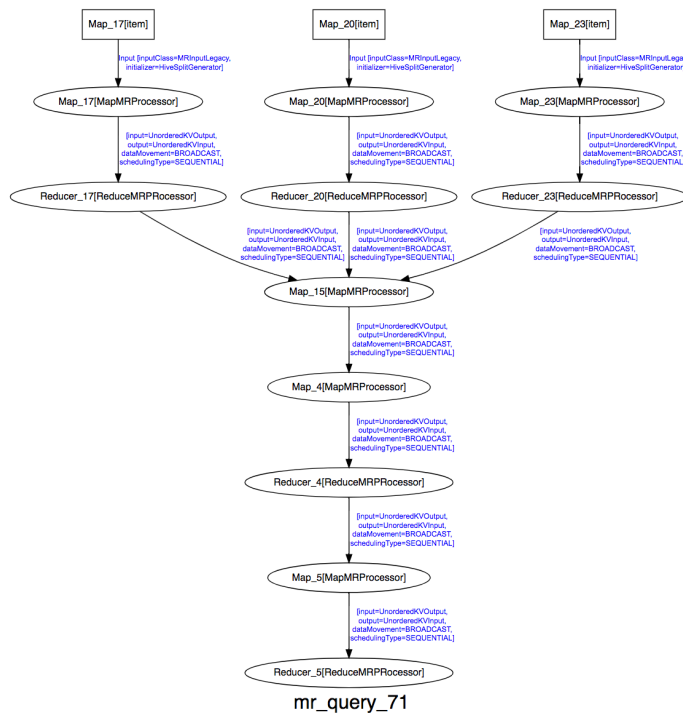 Map_17[item]
Map_20[item]
Map_23[item]
Input [inputClass=MRInputLegacy,
initializer=HiveSplitGenerator]
Input [inputClass=MRInputLegacy,
initializer=HiveSplitGenerator]
Input [inputClass=MRInputLegacy,
initializer=HiveSplitGenerator
Map_17[MapMRProcessor]
Map_20[MapMRProcessor]
Map_23[MapMRProcessor]
[input=UnorderedKVOutput,
output=UnorderedKVInput,
dataMovement=BROADCAST,
schedulingType=SEQUENTIAL]
[input=UnorderedKVOutput,
output=UnorderedKVInput,
dataMovement=BROADCAST,
schedulingType=SEQUENTIAL]
[input=UnorderedKVOutput,
output=UnorderedKVInput,
dataMovement=BROADCAST,
schedulingType=SEQUENTIAL
Reducer_17[ReduceMRPRocessor]
Reducer_20[ReduceMRPRocessor]
Reducer_23[ReduceMRPRocessor]
[input=UnorderedKVOutput,
output=UnorderedKVInput,
dataMovement=BROADCAST,
schedulingType=SEQUENTIAL]
[input=UnorderedKVOutput,
output=UnorderedKVInput,
dataMovement=BROADCAST,
schedulingType=SEQUENTIAL]
[input=UnorderedKVOutput,
output=UnorderedKVInput,
dataMovement=BROADCAST,
schedulingType=SEQUENTIAL]
Map_15[MapMRProcessor]
[input=UnorderedKVOutput,
output=UnorderedKVInput,
dataMovement=BROADCAST,
schedulingType=SEQUENTIAL]
Map_4[MapMRProcessor]
[input=UnorderedKVOutput,
output=UnorderedKVInput,
dataMovement=BROADCAST,
schedulingType=SEQUENTIAL]
Reducer_4[ReduceMRPRocessor]
[input=UnorderedKVOutput,
output=UnorderedKVInput,
dataMovement=BROADCAST,
schedulingType=SEQUENTIAL]
Map_5[MapMRProcessor]
[input=UnorderedKVOutput,
output=UnorderedKVInput,
dataMovement=BROADCAST,
schedulingType=SEQUENTIAL]
Reducer_5[ReduceMRPRocessor]
mr_query_71